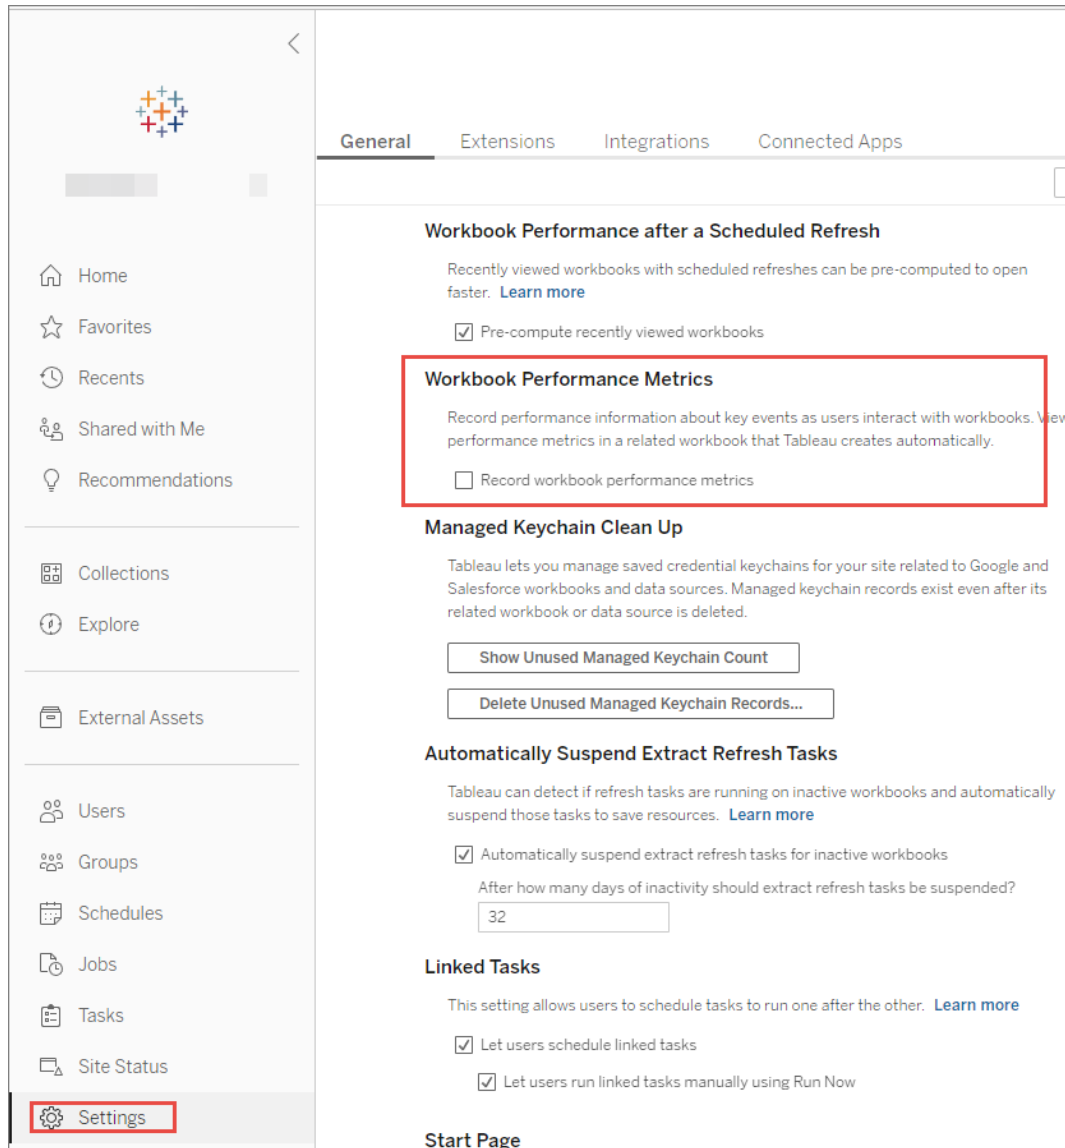 Home
Favorites
Recents
Shared with Me
Recommendations
Collections
Explore
External Assets
Users
Groups
Schedules
Jobs
Tasks
Site Status
Settings
General Extensions Integrations Connected Apps
Workbook Performance after a Scheduled Refresh
Recently viewed workbooks with scheduled refreshes can be pre-computed to open
faster. Learn more
Pre-compute recently viewed workbooks
Workbook Performance Metrics
Record performance information about key events as users interact with workbooks. View
performance metrics in a related workbook that Tableau creates automatically.
Record workbook performance metrics
Managed Keychain Clean Up
Tableau lets you manage saved credential keychains for your site related to Google and
Salesforce workbooks and data sources. Managed keychain records exist even after its
related workbook or data source is deleted.
Show Unused Managed Keychain Count
Delete Unused Managed Keychain Records...
Automatically Suspend Extract Refresh Tasks
Tableau can detect if refresh tasks are running on inactive workbooks and automatically
suspend those tasks to save resources. Learn more
Automatically suspend extract refresh tasks for inactive workbooks
After how many days of inactivity should extract refresh tasks be suspended?
32
Linked Tasks
This setting allows users to schedule tasks to run one after the other. Learn more
Let users schedule linked tasks
Let users run linked tasks manually using Run Now
Start Page